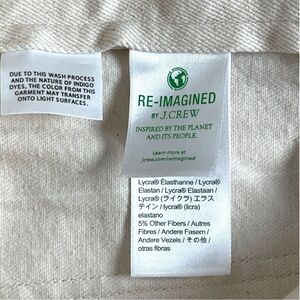 DUE TO THIS WASH PROCESS
AND THE NATURE OF INDIGO
DYES, THE COLOR FROM THIS
GARMENT MAY TRANSFER
ONTO LIGHT SURFACES.
RE-IMAGINED
BY J.CREW
INSPIRED BY THE PLANET
AND ITS PEOPLE.
Learn more at
jcrew.com/reimagined
Lycra® Élasthanne / Lycra®
Elastan / Lycra® Elastaan /
Lycra® (ライクラ) エラス
テイン / lycra® (licra)
elastano
5% Other Fibers / Autres
Fibres / Andere Fasern /
Andere Vezels / その他 /
otras fibras